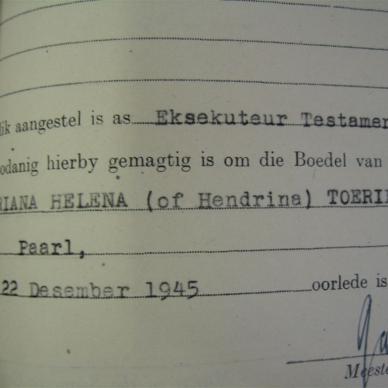 lik aangestel is as Eksekuteur Testamen
odanig hierby gemagtig is om die Boedel van
RIANA HELENA (of Hendrina) TOERI
Paarl,
22 Desember 1945 oorlede is
Meeste